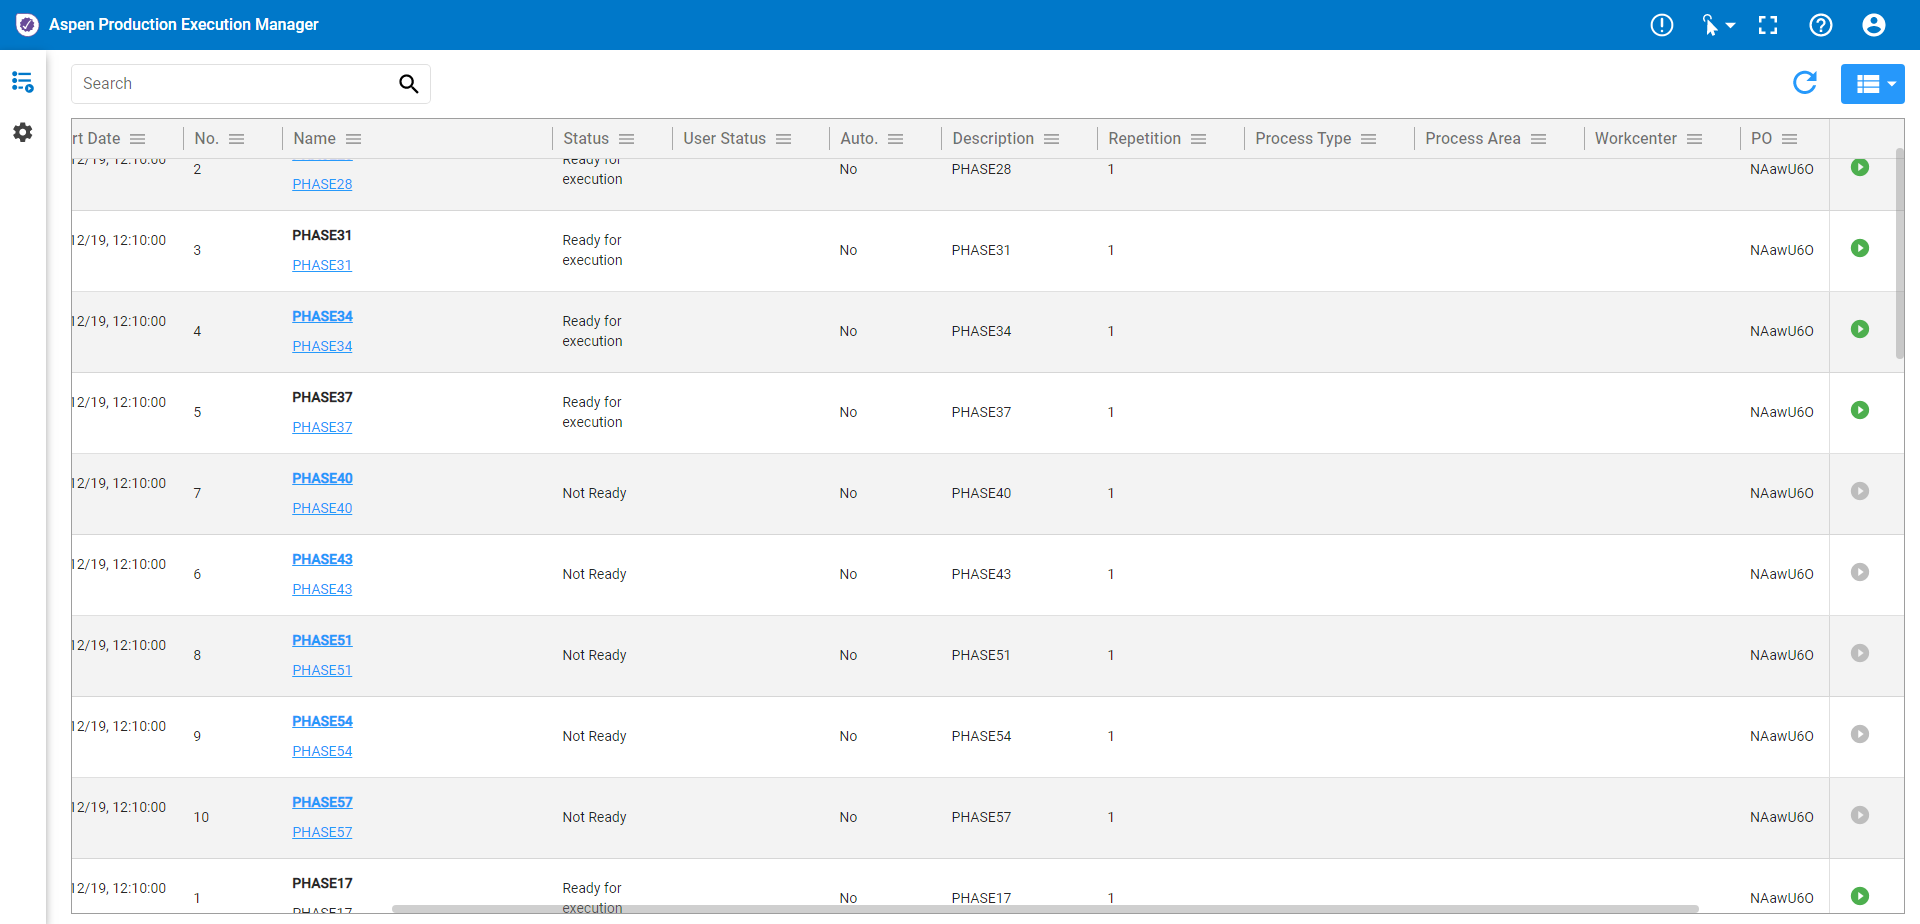 Aspen Production Execution Manager
Search
rt Date No. Name Status User Status Auto. Description Repetition Process Type Process Area Workcenter PO
12/19, 12:10:00 2 PHASE28 Ready for execution No PHASE28 1 NAawU6O
12/19, 12:10:00 3 PHASE31 PHASE31 Ready for execution No PHASE31 1 NAawU6O
12/19, 12:10:00 4 PHASE34 PHASE34 Ready for execution No PHASE34 1 NAawU6O
12/19, 12:10:00 5 PHASE37 PHASE37 Ready for execution No PHASE37 1 NAawU6O
12/19, 12:10:00 7 PHASE40 PHASE40 Not Ready No PHASE40 1 NAawU6O
12/19, 12:10:00 6 PHASE43 PHASE43 Not Ready No PHASE43 1 NAawU6O
12/19, 12:10:00 8 PHASE51 PHASE51 Not Ready No PHASE51 1 NAawU6O
12/19, 12:10:00 9 PHASE54 PHASE54 Not Ready No PHASE54 1 NAawU6O
12/19, 12:10:00 10 PHASE57 PHASE57 Not Ready No PHASE57 1 NAawU6O
12/19, 12:10:00 1 PHASE17 PHASE17 Ready for execution No PHASE17 1 NAawU6O